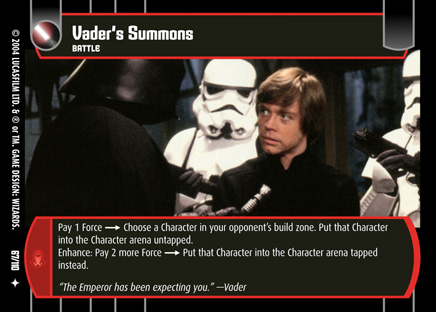 Vader's Summons
BATTLE
© 2004 LUCASFILM LTD. & ® or TM. GAME DESIGN: WIZARDS.
67/110
Pay 1 Force → Choose a Character in your opponent's build zone. Put that Character
into the Character arena untapped.
Enhance: Pay 2 more Force → Put that Character into the Character arena tapped
instead.
"The Emperor has been expecting you." —Vader